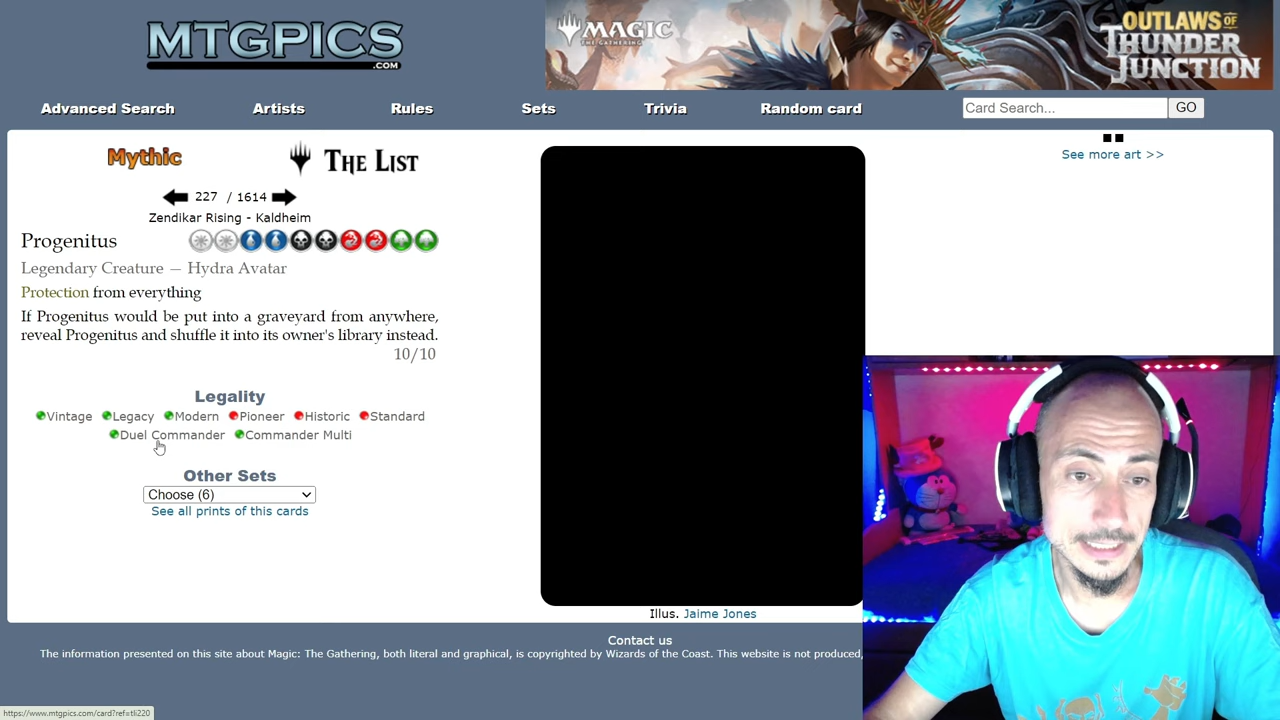 MTGPICS
.COM
MAGIC
THE GATHERING
OUTLAWS OF
THUNDER
JUNCTION
Advanced Search
Artists
Rules
Sets
Trivia
Random card
Card Search...
GO
Mythic
THE LIST
227 / 1614
Zendikar Rising - Kaldheim
Progenitus
Legendary Creature — Hydra Avatar
Protection from everything
If Progenitus would be put into a graveyard from anywhere,
reveal Progenitus and shuffle it into its owner's library instead.
10/10
Legality
Vintage Legacy Modern Pioneer Historic Standard
Duel Commander Commander Multi
Other Sets
Choose (6)
See all prints of this cards
See more art >>
Illus. Jaime Jones
Contact us
The information presented on this site about Magic: The Gathering, both literal and graphical, is copyrighted by Wizards of the Coast. This website is not produced,
https://www.mtgpics.com/card?ref=tli220